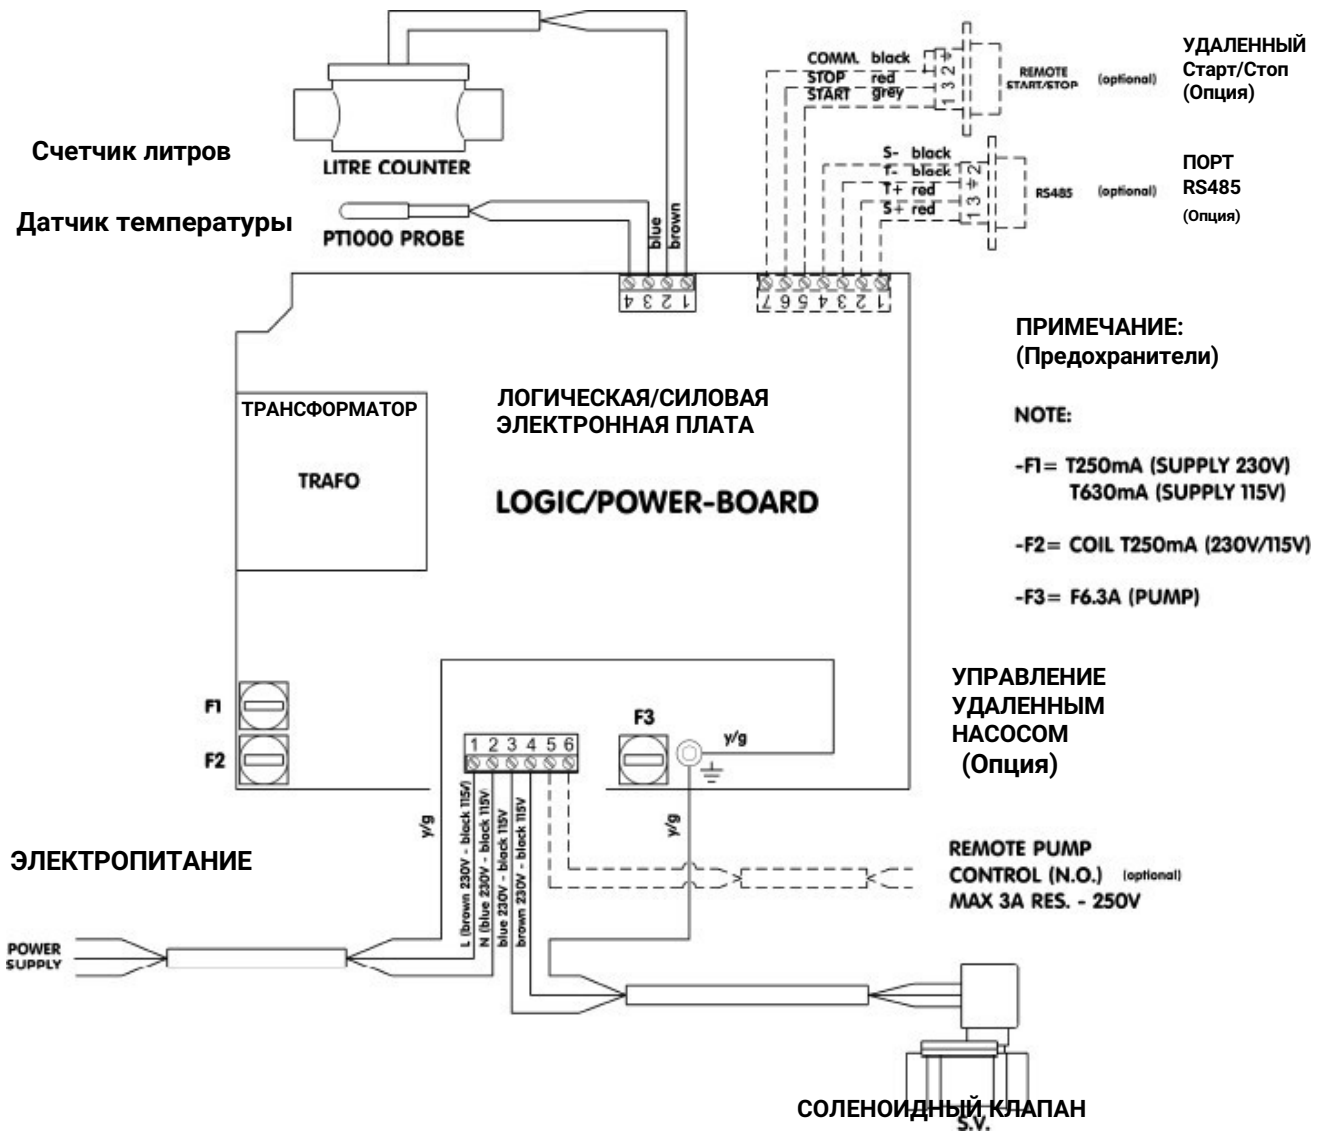 COMM. black
STOP red
START grey
1 3 2
REMOTE
START/STOP
(optional)
УДАЛЕННЫЙ
Старт/Стоп
(Опция)
Счетчик литров
LITRE COUNTER
S- black
T- black
T+ red
S+ red
1 3 2
RS485
(optional)
ПОРТ
RS485
(Опция)
Датчик температуры
PT1000 PROBE
blue
brown
4 3 2 1
7 6 5 4 3 2 1
ПРИМЕЧАНИЕ:
(Предохранители)
ТРАНСФОРМАТОР
TRAFO
ЛОГИЧЕСКАЯ/СИЛОВАЯ
ЭЛЕКТРОННАЯ ПЛАТА
LOGIC/POWER-BOARD
NOTE:
-F1= T250mA (SUPPLY 230V)
T630mA (SUPPLY 115V)
-F2= COIL T250mA (230V/115V)
-F3= F6.3A (PUMP)
F1
F2
1 2 3 4 5 6
F3
y/g
УПРАВЛЕНИЕ
УДАЛЕННЫМ
НАСОСОМ
(Опция)
y/g
L (brown 230V - black 115V)
N (blue 230V - black 115V)
blue 230V - black 115V
brown 230V - black 115V
y/g
ЭЛЕКТРОПИТАНИЕ
REMOTE PUMP
CONTROL (N.O.) (optional)
MAX 3A RES. - 250V
POWER
SUPPLY
СОЛЕНОИДНЫЙ КЛАПАН
S.V.